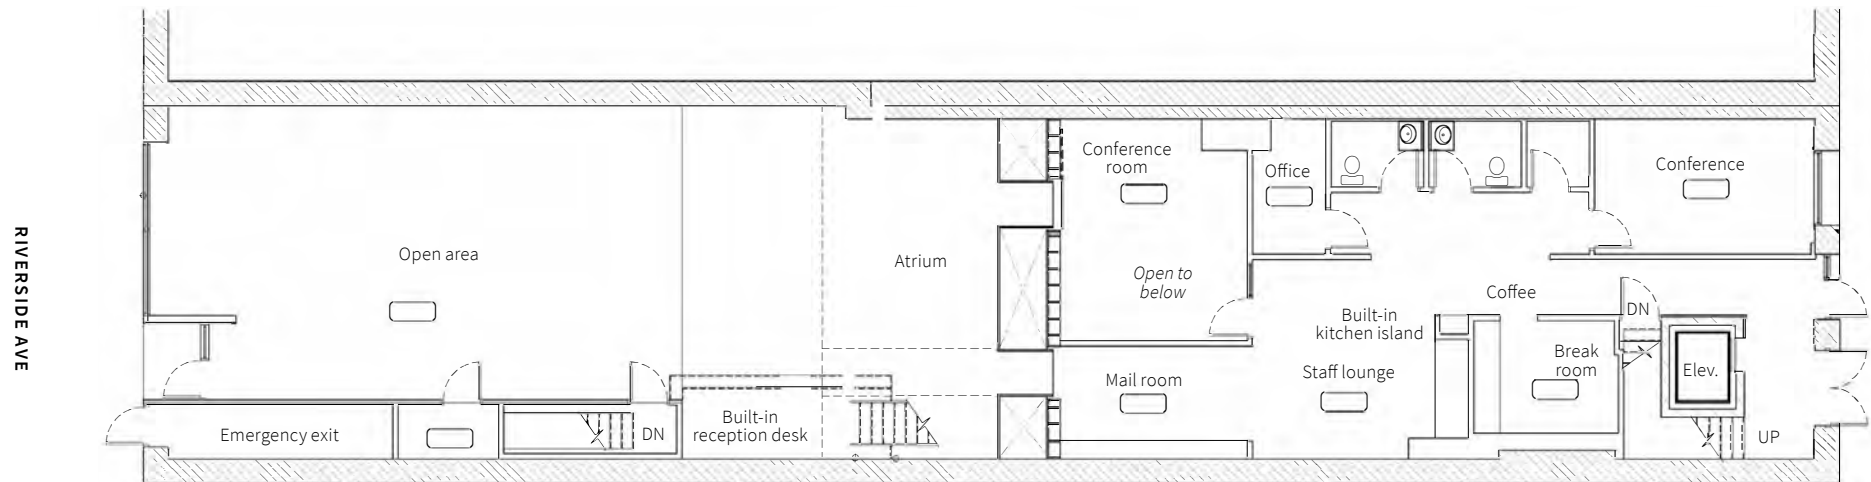 RIVERSIDE AVE
Open area
Emergency exit
DN
Built-in
reception desk
Atrium
Conference
room
Open to
below
Mail room
Office
Built-in
kitchen island
Staff lounge
Coffee
Break
room
Conference
DN
Elev.
UP